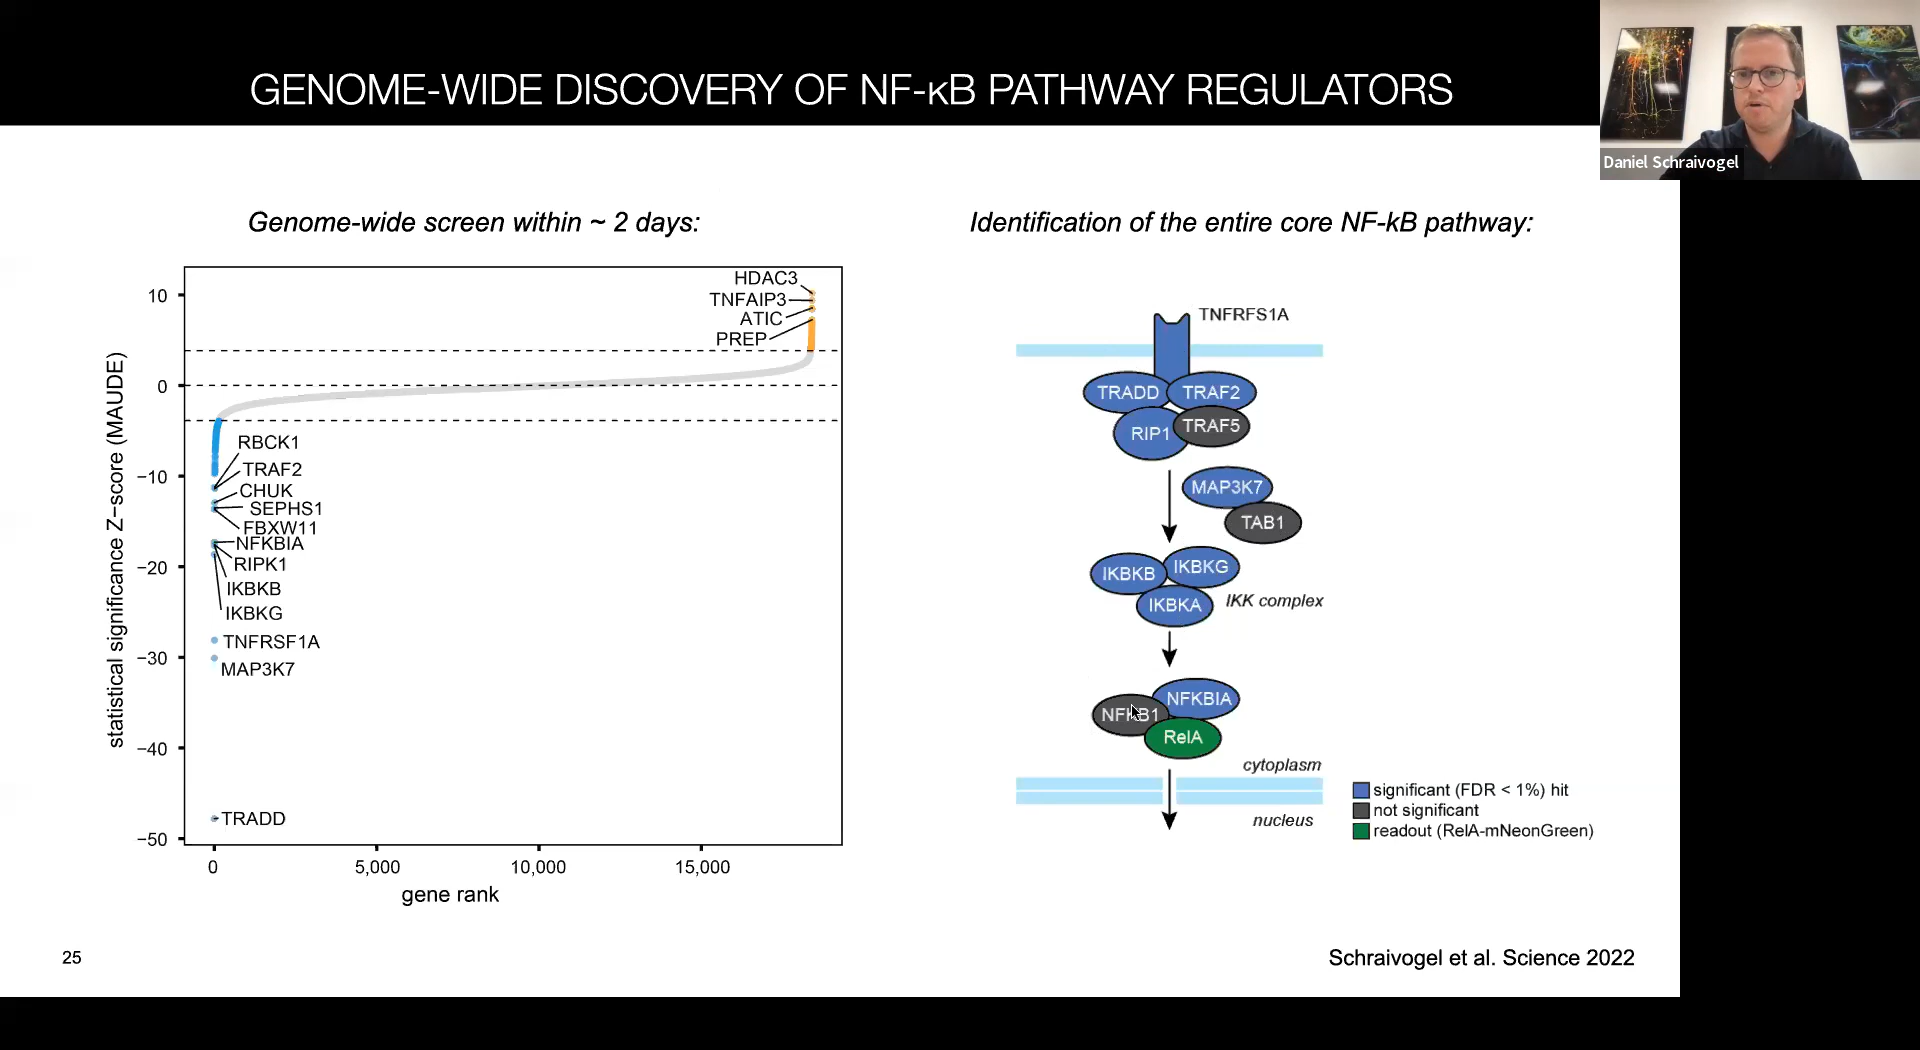 GENOME-WIDE DISCOVERY OF NF-κB PATHWAY REGULATORS
Daniel Schraivogel
Genome-wide screen within ~ 2 days:
statistical significance Z−score (MAUDE)
10
0
−10
−20
−30
−40
−50
HDAC3
TNFAIP3
ATIC
PREP
RBCK1
TRAF2
CHUK
SEPHS1
FBXW11
NFKBIA
RIPK1
IKBKB
IKBKG
TNFRSF1A
MAP3K7
TRADD
0
5,000
10,000
15,000
gene rank
Identification of the entire core NF-kB pathway:
TNFRFS1A
TRADD
TRAF2
RIP1
TRAF5
MAP3K7
TAB1
IKBKB
IKBKG
IKBKA
IKK complex
NFKBIA
NFKB1
RelA
cytoplasm
nucleus
significant (FDR < 1%) hit
not significant
readout (RelA-mNeonGreen)
25
Schraivogel et al. Science 2022